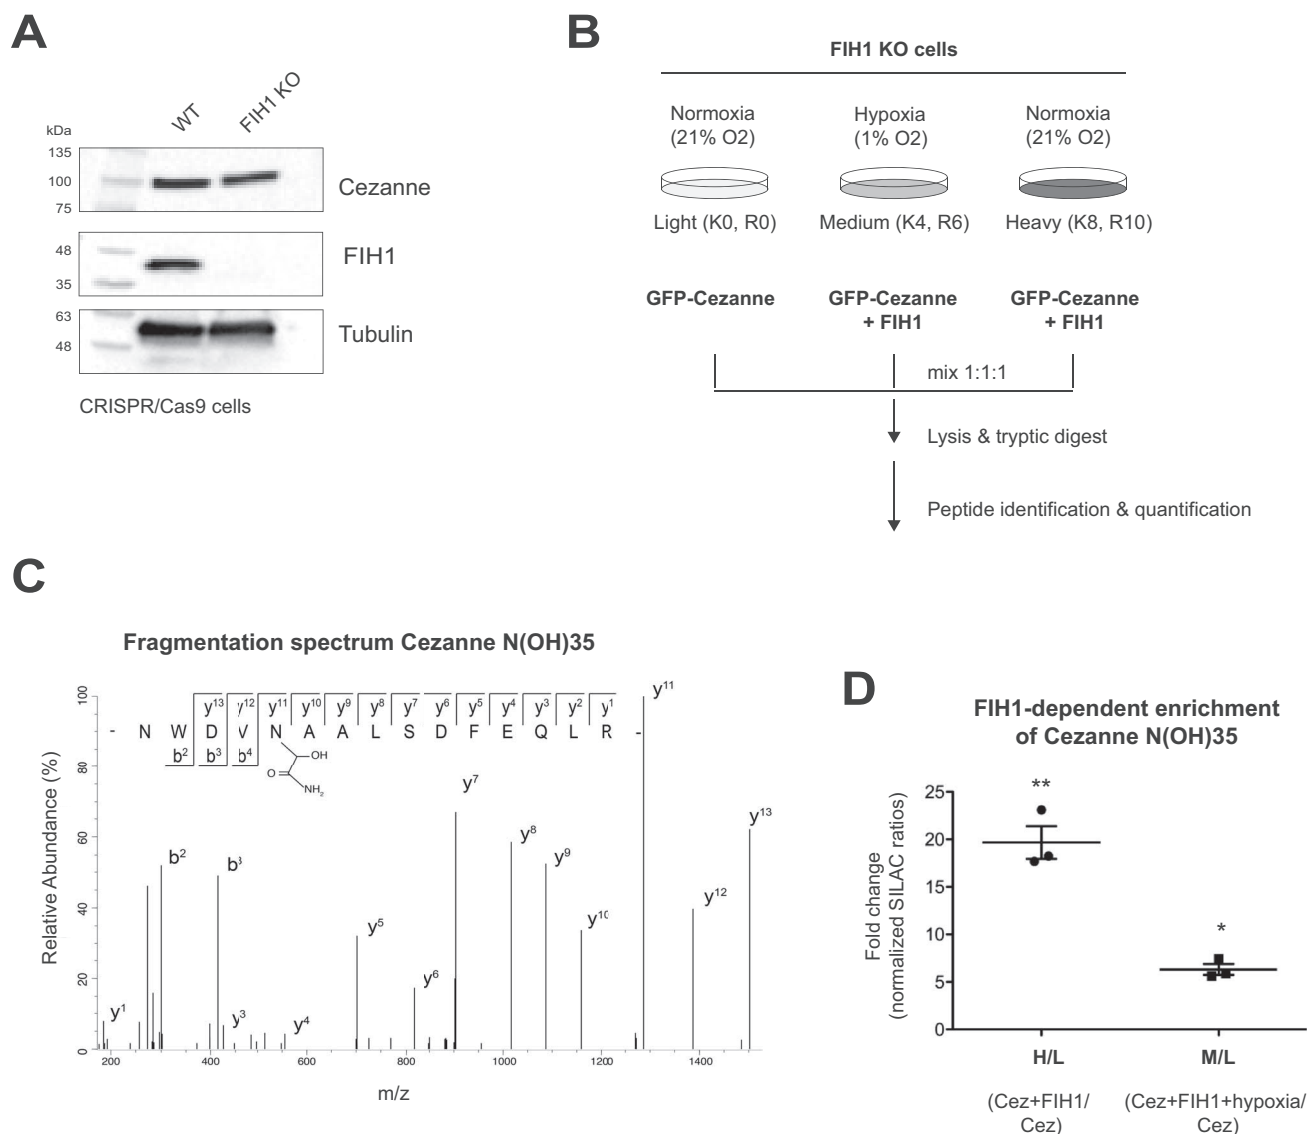 A
WT
FIH1 KO
kDa
135
100
75
Cezanne
48
35
FIH1
63
48
Tubulin
CRISPR/Cas9 cells
B
FIH1 KO cells
Normoxia
(21% O2)
Hypoxia
(1% O2)
Normoxia
(21% O2)
Light (K0, R0)
Medium (K4, R6)
Heavy (K8, R10)
GFP-Cezanne
GFP-Cezanne
+ FIH1
GFP-Cezanne
+ FIH1
mix 1:1:1
Lysis & tryptic digest
Peptide identification & quantification
C
Fragmentation spectrum Cezanne N(OH)35
Relative Abundance (%)
100
80
60
40
20
0
y13 y12 y11 y10 y9 y8 y7 y6 y5 y4 y3 y2 y1
- N W D V N A A L S D F E Q L R -
b2 b3 b4
OH
O
NH2
y1
b2
b3
y3
y4
y5
y6
y7
y8
y9
y10
y11
y12
y13
200 400 600 800 1000 1200 1400
m/z
D
FIH1-dependent enrichment
of Cezanne N(OH)35
Fold change
(normalized SILAC ratios)
25
20
15
10
5
0
**
*
H/L
M/L
(Cez+FIH1/
Cez)
(Cez+FIH1+hypoxia/
Cez)